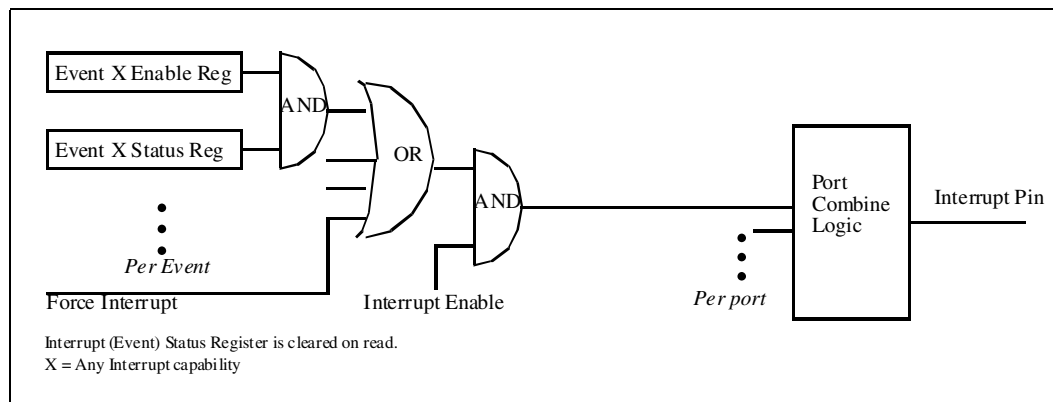 Event X Enable Reg
AND
Event X Status Reg
OR
AND
Port
Combine
Logic
Interrupt Pin
Per Event
Force Interrupt
Interrupt Enable
Per port
Interrupt (Event) Status Register is cleared on read.
X = Any Interrupt capability